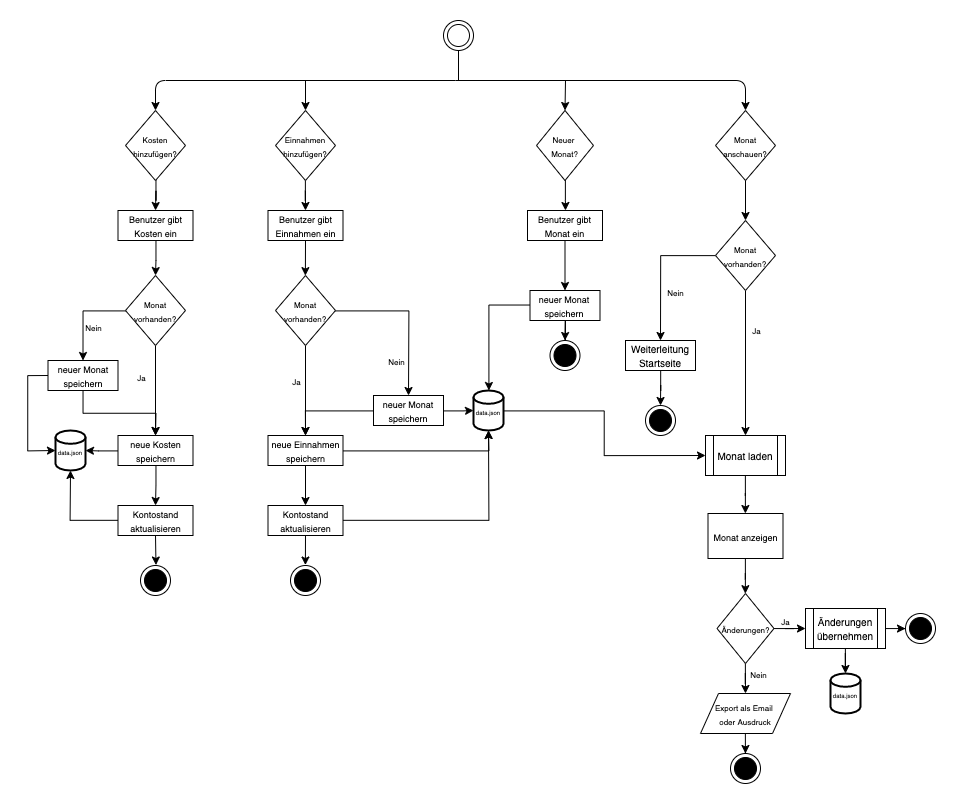 Kosten
hinzufügen?
Einnahmen
hinzufügen?
Neuer
Monat?
Monat
anschauen?
Benutzer gibt
Kosten ein
Benutzer gibt
Einnahmen ein
Benutzer gibt
Monat ein
Monat
vorhanden?
Monat
vorhanden?
Monat
vorhanden?
Nein
neuer Monat
speichern
Nein
Ja
Weiterleitung
Startseite
Nein
neuer Monat
speichern
Ja
Nein
Ja
neuer Monat
speichern
data.json
neue Kosten
speichern
data.json
neue Einnahmen
speichern
Monat laden
Kontostand
aktualisieren
Kontostand
aktualisieren
Monat anzeigen
Änderungen?
Ja
Änderungen
übernehmen
Nein
data.json
Export als Email
oder Ausdruck